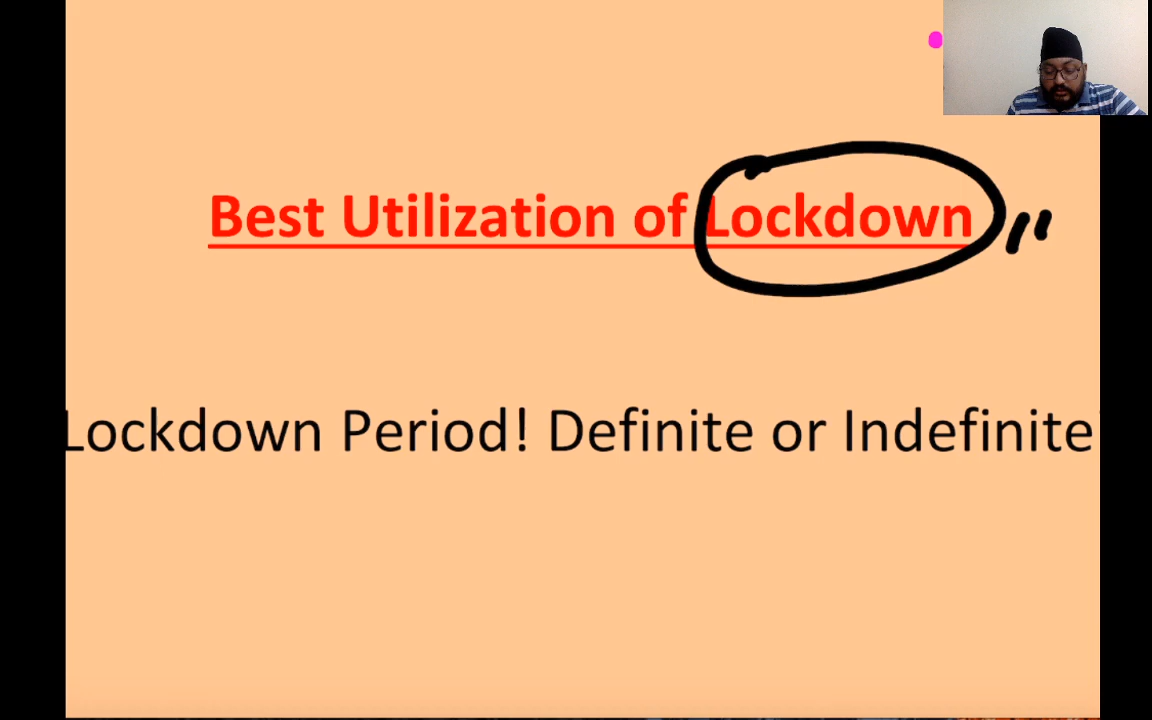 Best Utilization of Lockdown
Lockdown Period! Definite or Indefinite